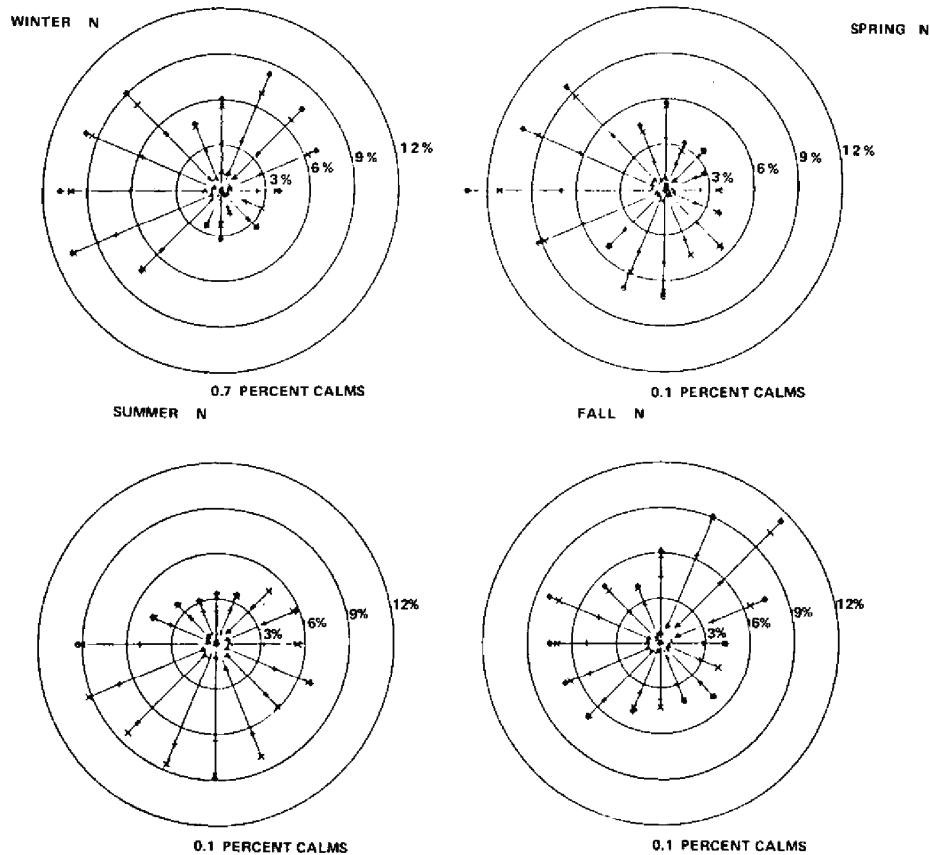 WINTER N
SPRING N
3%
6%
9%
12%
3%
6%
9%
12%
0.7 PERCENT CALMS
0.1 PERCENT CALMS
SUMMER N
FALL N
3%
6%
9%
12%
3%
6%
9%
12%
0.1 PERCENT CALMS
0.1 PERCENT CALMS